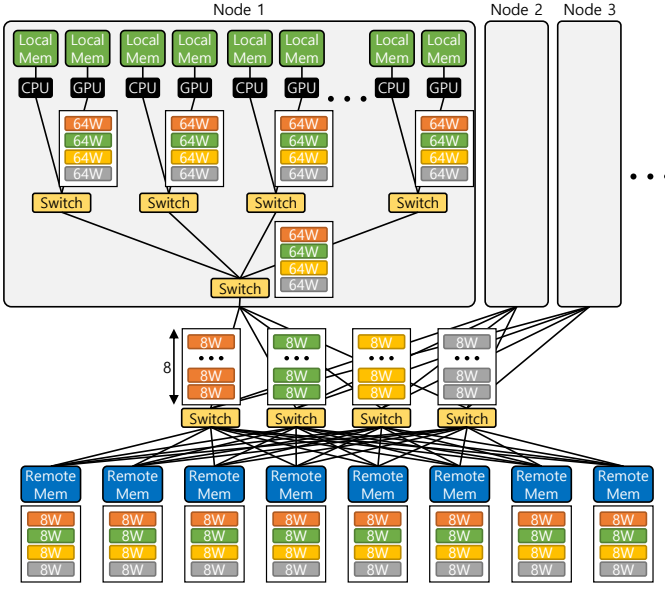 Node 1 Node 2 Node 3
Local Local Local Local Local Local Local Local
Mem Mem Mem Mem Mem Mem Mem Mem
CPU GPU CPU GPU CPU GPU • • • CPU GPU
64W 64W 64W 64W
64W 64W 64W 64W
64W 64W 64W 64W
64W 64W 64W 64W
• • •
Switch Switch Switch Switch
64W
64W
64W
64W
Switch
8W 8W 8W 8W
••• ••• ••• •••
8
8W 8W 8W 8W
8W 8W 8W 8W
Switch Switch Switch Switch
Remote Remote Remote Remote Remote Remote Remote Remote
Mem Mem Mem Mem Mem Mem Mem Mem
8W 8W 8W 8W 8W 8W 8W 8W
8W 8W 8W 8W 8W 8W 8W 8W
8W 8W 8W 8W 8W 8W 8W 8W
8W 8W 8W 8W 8W 8W 8W 8W